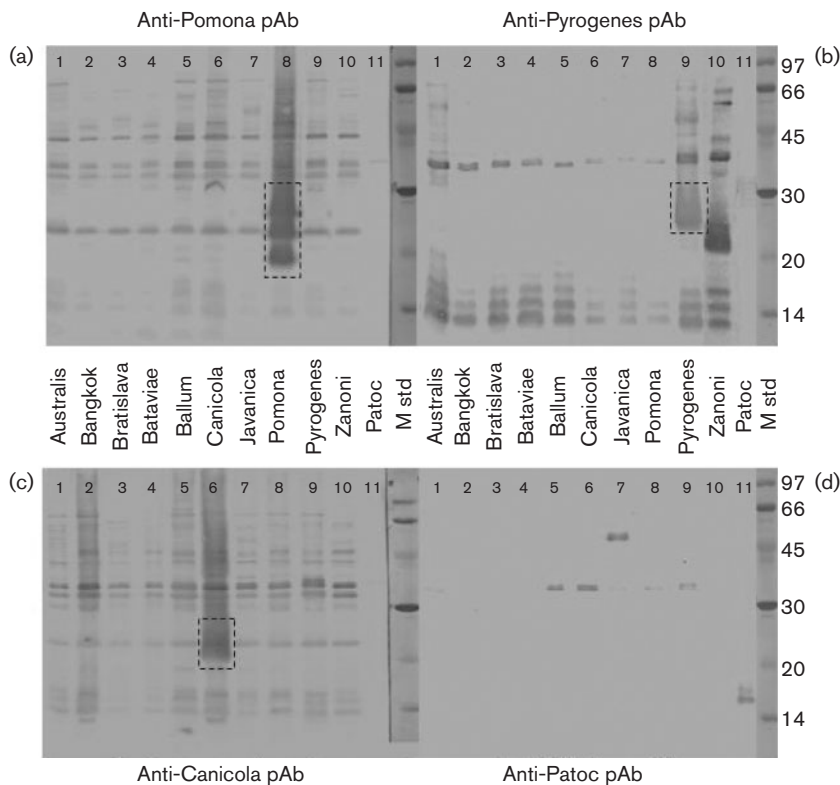 Anti-Pomona pAb Anti-Pyrogenes pAb
(a) 1 2 3 4 5 6 7 8 9 10 11 1 2 3 4 5 6 7 8 9 10 11 97 (b)
66
45
30
20
14
Australis Bangkok Bratislava Bataviae Ballum Canicola Javanica Pomona Pyrogenes Zanoni Patoc M std Australis Bangkok Bratislava Bataviae Ballum Canicola Javanica Pomona Pyrogenes Zanoni Patoc M std
(c) 1 2 3 4 5 6 7 8 9 10 11 1 2 3 4 5 6 7 8 9 10 11 97 (d)
66
45
30
20
14
Anti-Canicola pAb Anti-Patoc pAb